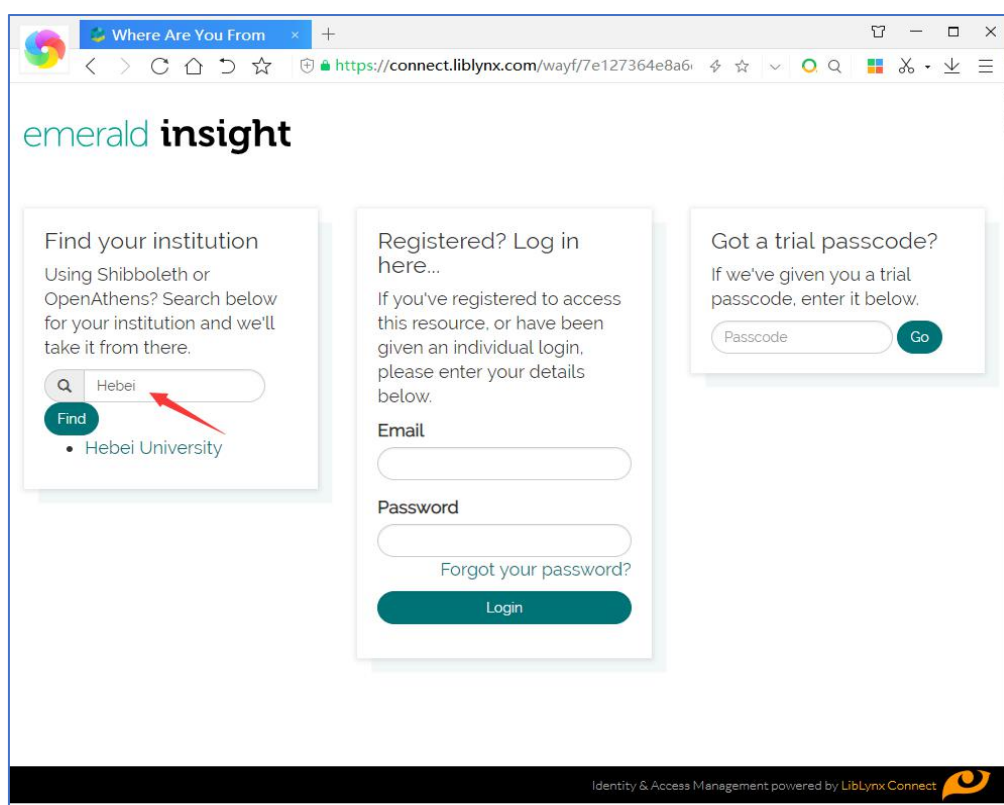 Where Are You From
https://connect.liblynx.com/wayf/7e127364e8a6
emerald insight
Find your institution
Using Shibboleth or
OpenAthens? Search below
for your institution and we'll
take it from there.
Hebei
Find
Hebei University
Registered? Log in
here...
If you've registered to access
this resource, or have been
given an individual login,
please enter your details
below.
Email
Password
Forgot your password?
Login
Got a trial passcode?
If we've given you a trial
passcode, enter it below.
Passcode
Go
Identity & Access Management powered by LibLynx Connect